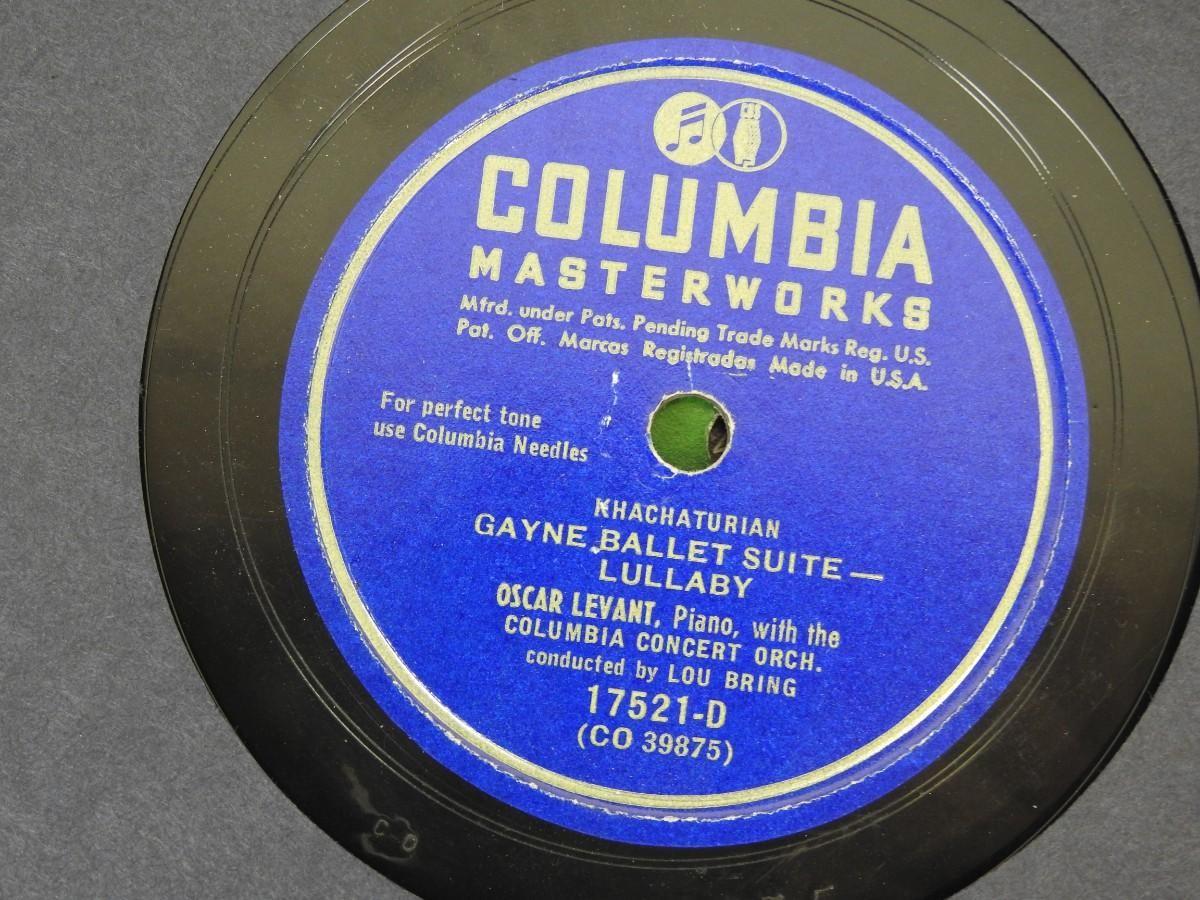 COLUMBIA
MASTERWORKS
Mfrd. under Pats. Pending Trade Marks Reg. U.S.
Pat. Off. Marcas Registradas Made in U.S.A.
For perfect tone
use Columbia Needles
KHACHATURIAN
GAYNE BALLET SUITE—
LULLABY
OSCAR LEVANT, Piano, with the
COLUMBIA CONCERT ORCH.
conducted by LOU BRING
17521-D
(CO 39875)
C O